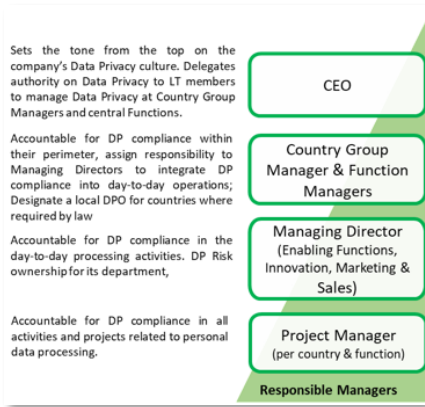 Sets the tone from the top on the
company's Data Privacy culture. Delegates
authority on Data Privacy to LT members
to manage Data Privacy at Country Group
Managers and central Functions.
CEO
Accountable for DP compliance within
their perimeter, assign responsibility to
Managing Directors to integrate DP
compliance into day-to-day operations;
Designate a local DPO for countries where
required by law
Country Group
Manager & Function
Managers
Accountable for DP compliance in the
day-to-day processing activities. DP Risk
ownership for its department,
Managing Director
(Enabling Functions,
Innovation, Marketing &
Sales)
Accountable for DP compliance in all
activities and projects related to personal
data processing.
Project Manager
(per country & function)
Responsible Managers